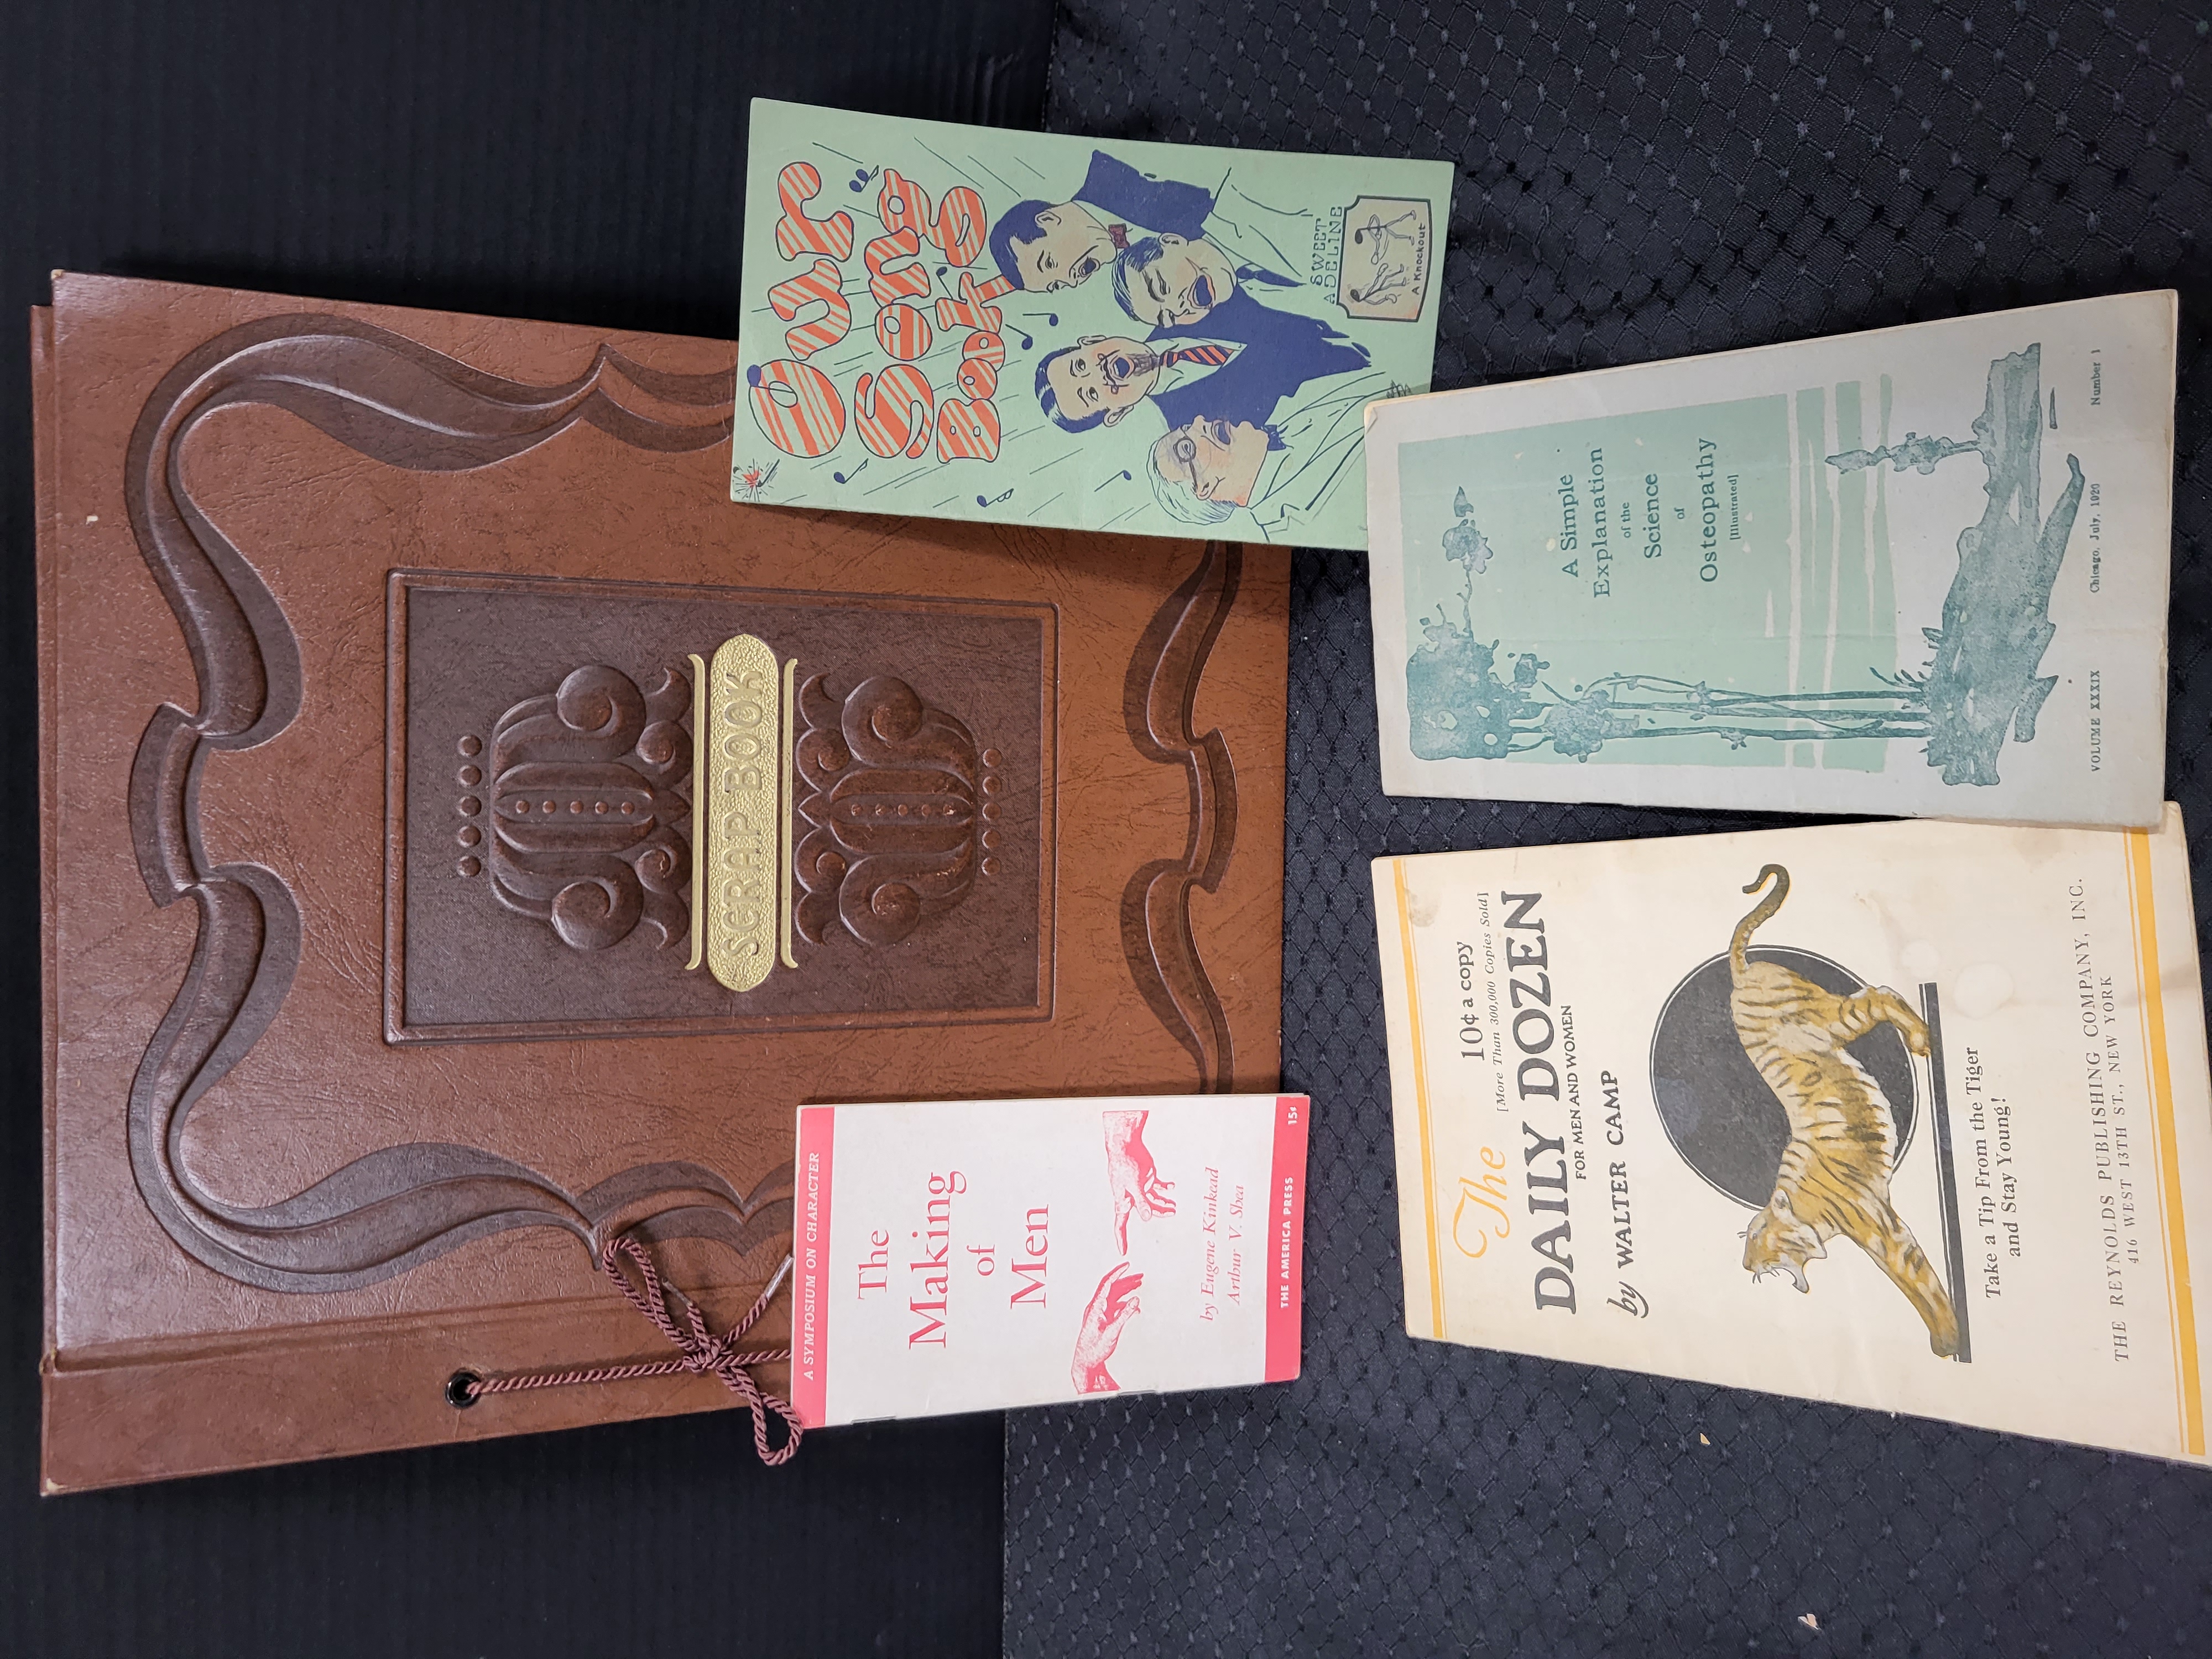 SCRAP BOOK
Our
Song
Book
SWEET
ADELINE
A Knockout
A SYMPOSIUM ON CHARACTER
The
Making
of
Men
by Eugene Kinkead
Arthur V. Shea
THE AMERICA PRESS 15¢
A Simple
Explanation
of the
Science
of
Osteopathy
[Illustrated]
VOLUME XXXIX Chicago, July, 1920 Number 1
10¢ a copy
[More Than 300,000 Copies Sold]
The
DAILY DOZEN
FOR MEN AND WOMEN
by WALTER CAMP
Take a Tip From the Tiger
and Stay Young!
THE REYNOLDS PUBLISHING COMPANY, INC.
416 WEST 13TH ST., NEW YORK